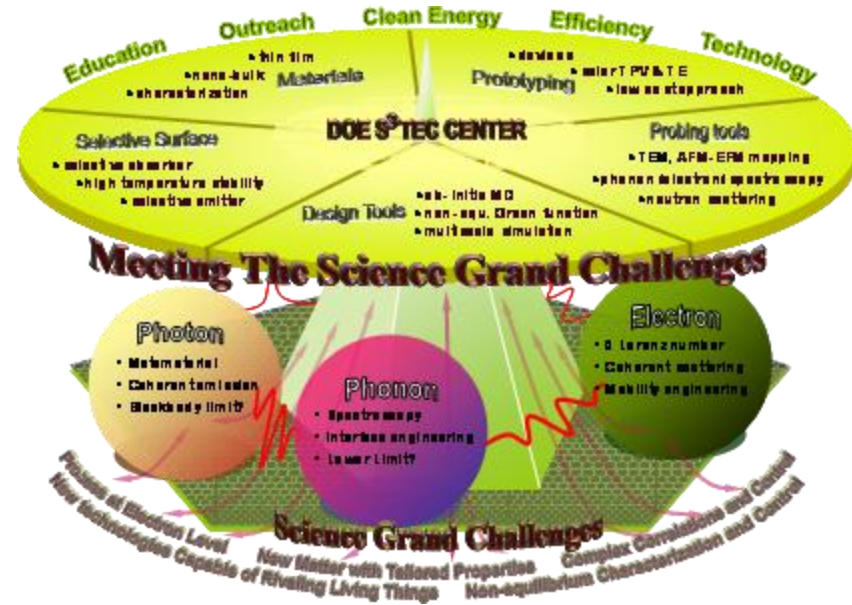 Education
Outreach
Clean Energy
Efficiency
Technology
• thin film
• nano-bulk
• characterization
Materials
• devices
• solar TPV & TE
• low cost approach
Prototyping
DOE S³TEC CENTER
Selective Surface
• selective absorber
• high temperature stability
• selective emitter
Probing tools
• TEM, AFM-EFM mapping
• phonon (electron) spectroscopy
• neutron scattering
Design Tools
• ab-initio MD
• non-equ. Green function
• multiscale simulation
Meeting The Science Grand Challenges
Photon
• Metamaterial
• Coherent emission
• Blackbody limit?
Phonon
• Spectroscopy
• Interface engineering
• Lower Limit?
Electron
• 0 Lorenz number
• Coherent scattering
• Mobility engineering
Science Grand Challenges
at Electron Level
New technologies Capable of Rivaling Living Things
New Matter with Tailored Properties
Complex Correlations and Control
Non-equilibrium Characterization and Control